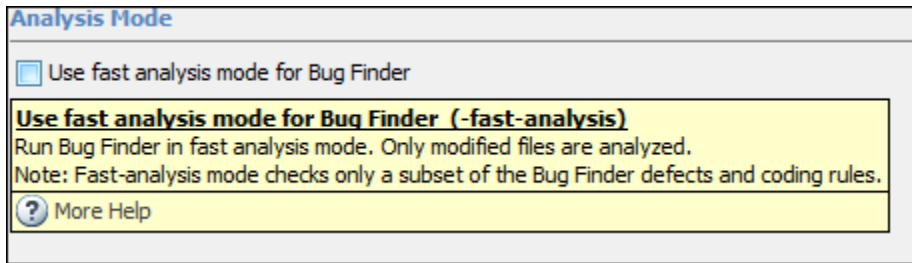 Analysis Mode
Use fast analysis mode for Bug Finder
Use fast analysis mode for Bug Finder (-fast-analysis)
Run Bug Finder in fast analysis mode. Only modified files are analyzed.
Note: Fast-analysis mode checks only a subset of the Bug Finder defects and coding rules.
? More Help